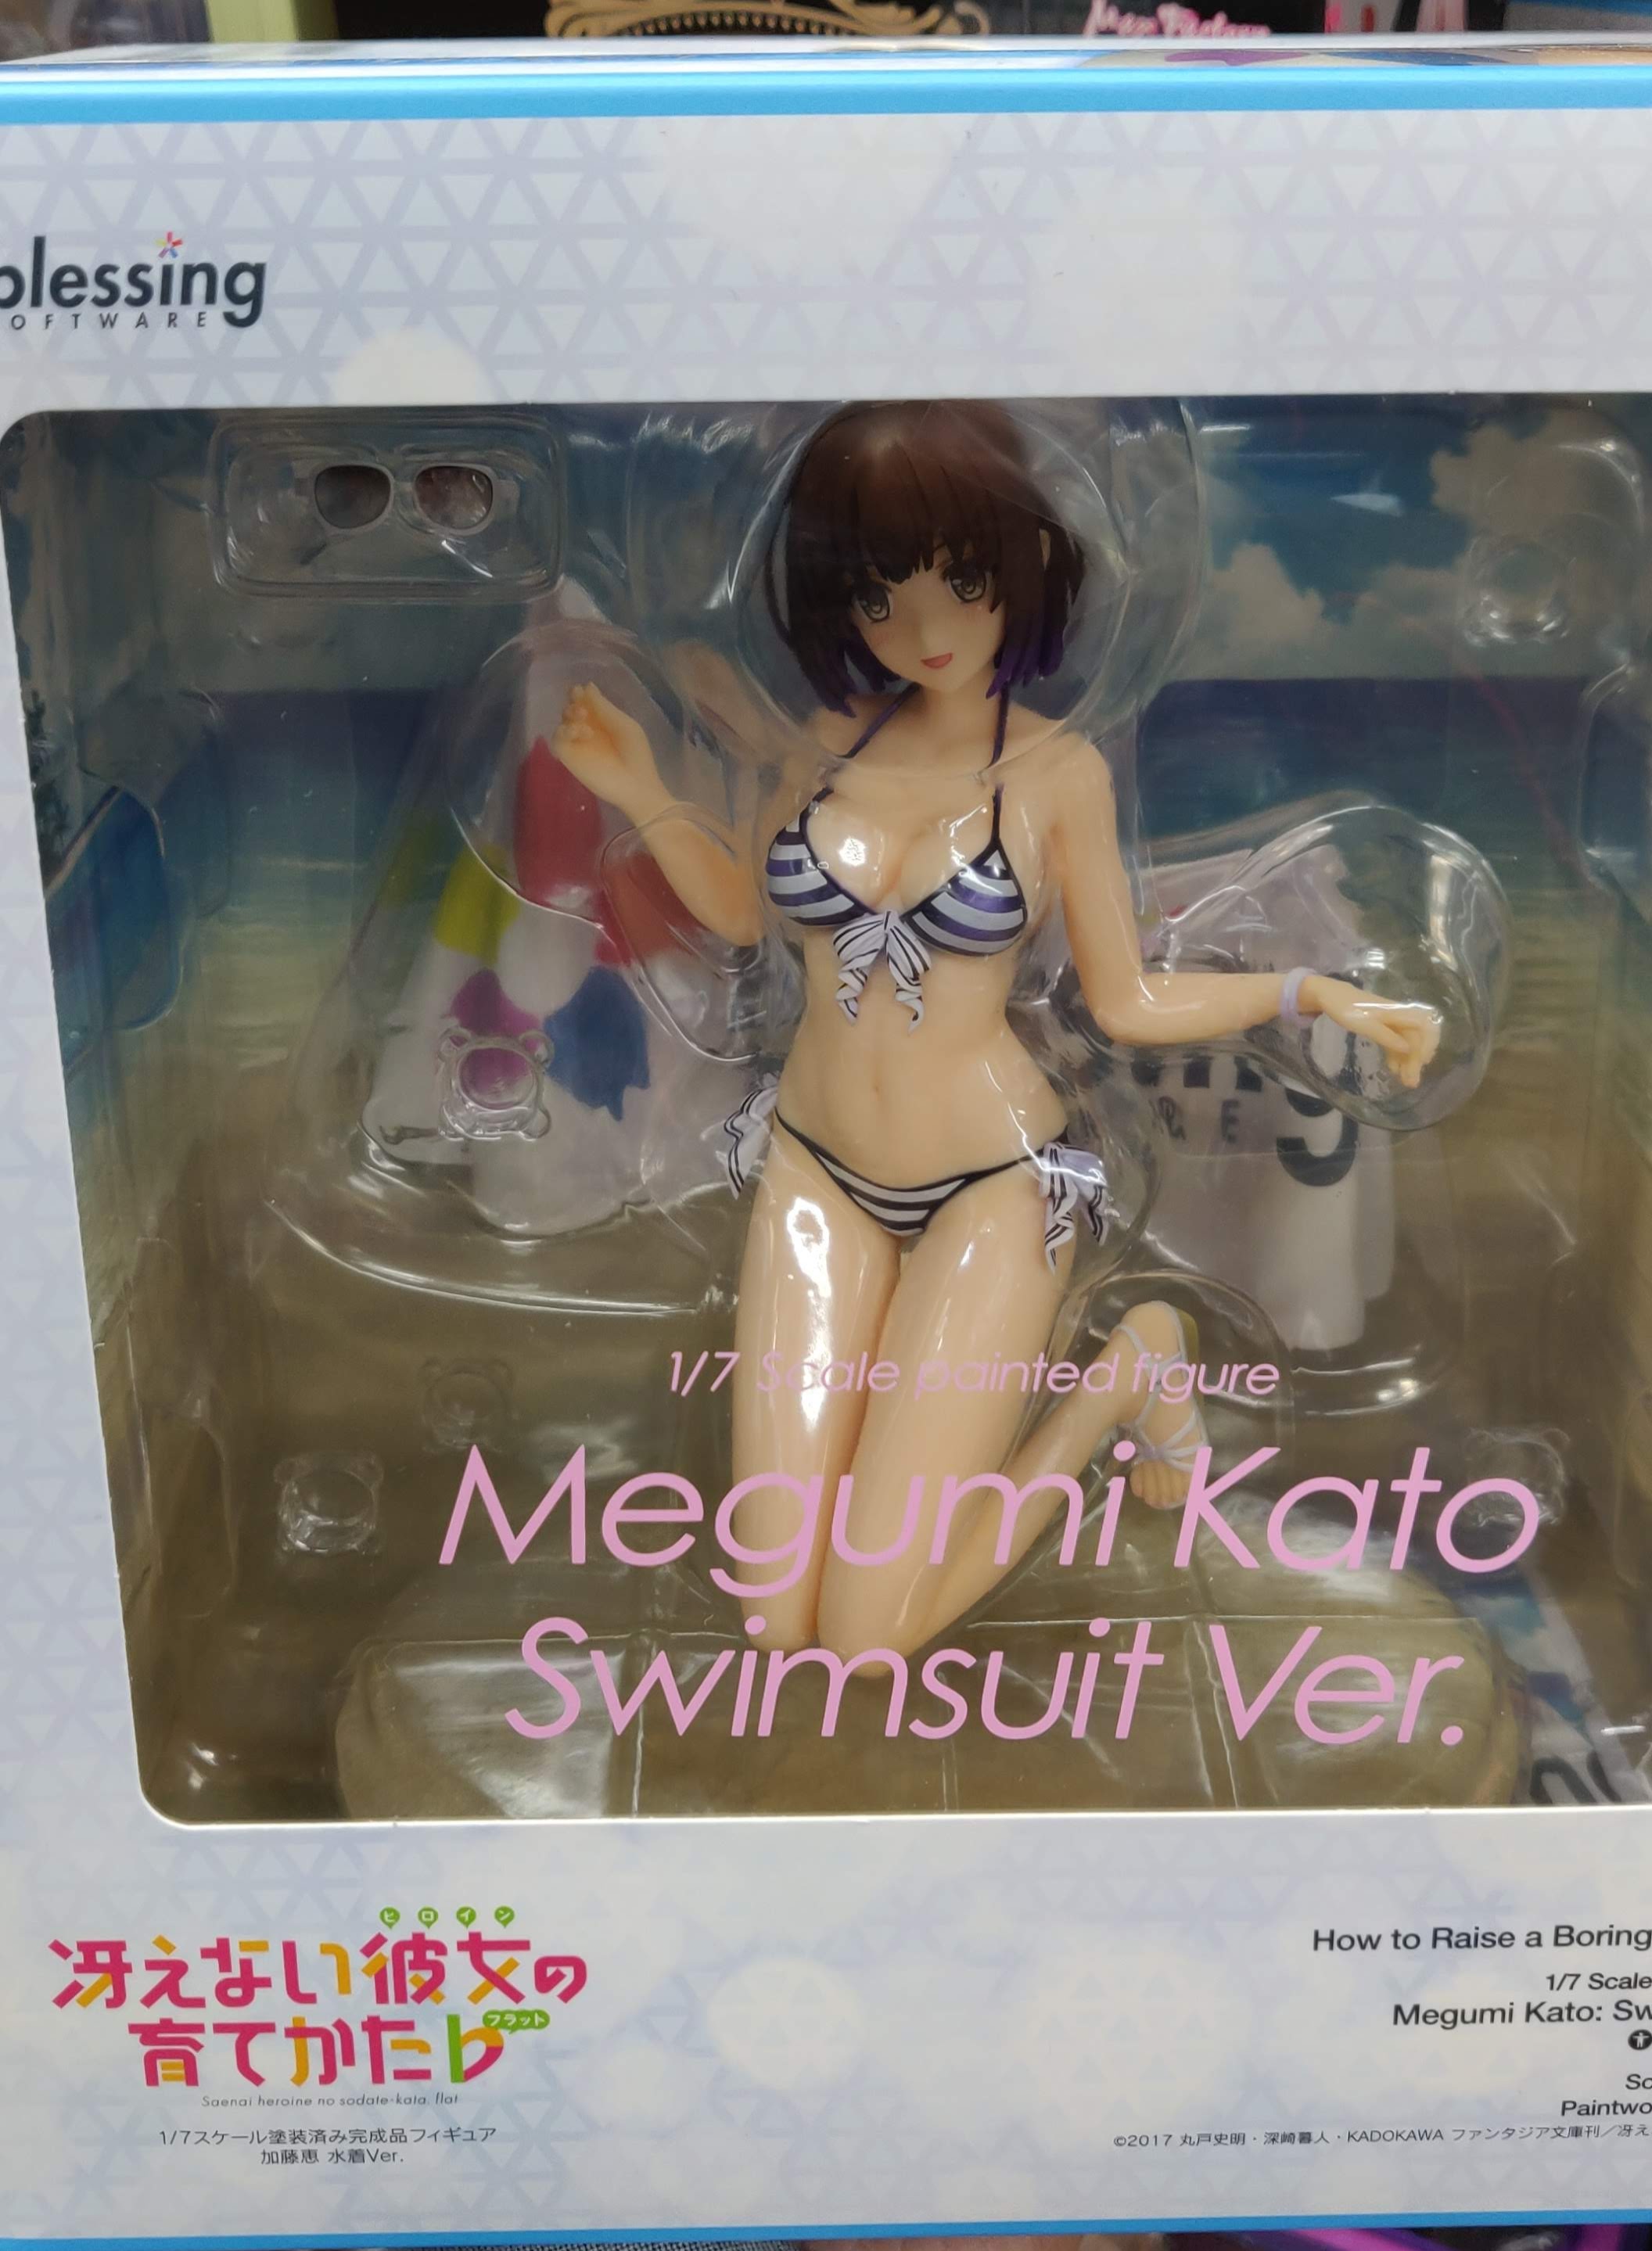 blessing
SOFTWARE
1/7 Scale painted figure
Megumi Kato
Swimsuit Ver.
ヒロイン
冴えない彼女の
育てかた♭
フラット
Saenai heroine no sodate-kata. flat
1/7スケール塗装済み完成品フィギュア
加藤恵 水着Ver.
How to Raise a Boring
1/7 Scale
Megumi Kato: Sw
Sc
Paintwo
©2017 丸戸史明・深崎暮人・KADOKAWA ファンタジア文庫刊／冴え